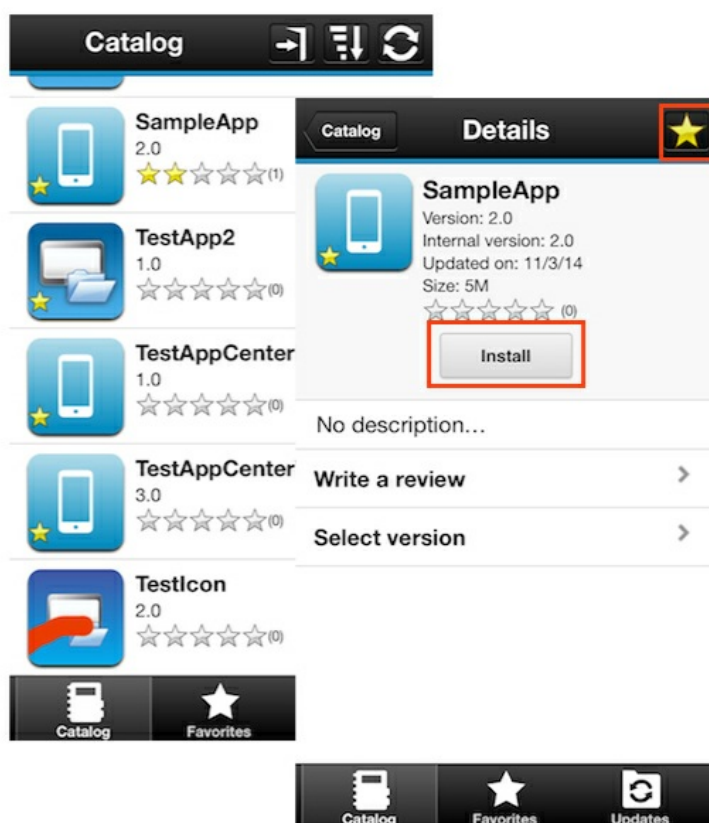 Catalog
SampleApp
2.0
(1)
TestApp2
1.0
(0)
TestAppCenter
1.0
(0)
TestAppCenter
3.0
(0)
TestIcon
2.0
(0)
Catalog
Favorites
Catalog
Details
SampleApp
Version: 2.0
Internal version: 2.0
Updated on: 11/3/14
Size: 5M
(0)
Install
No description...
Write a review
Select version
Catalog
Favorites
Updates